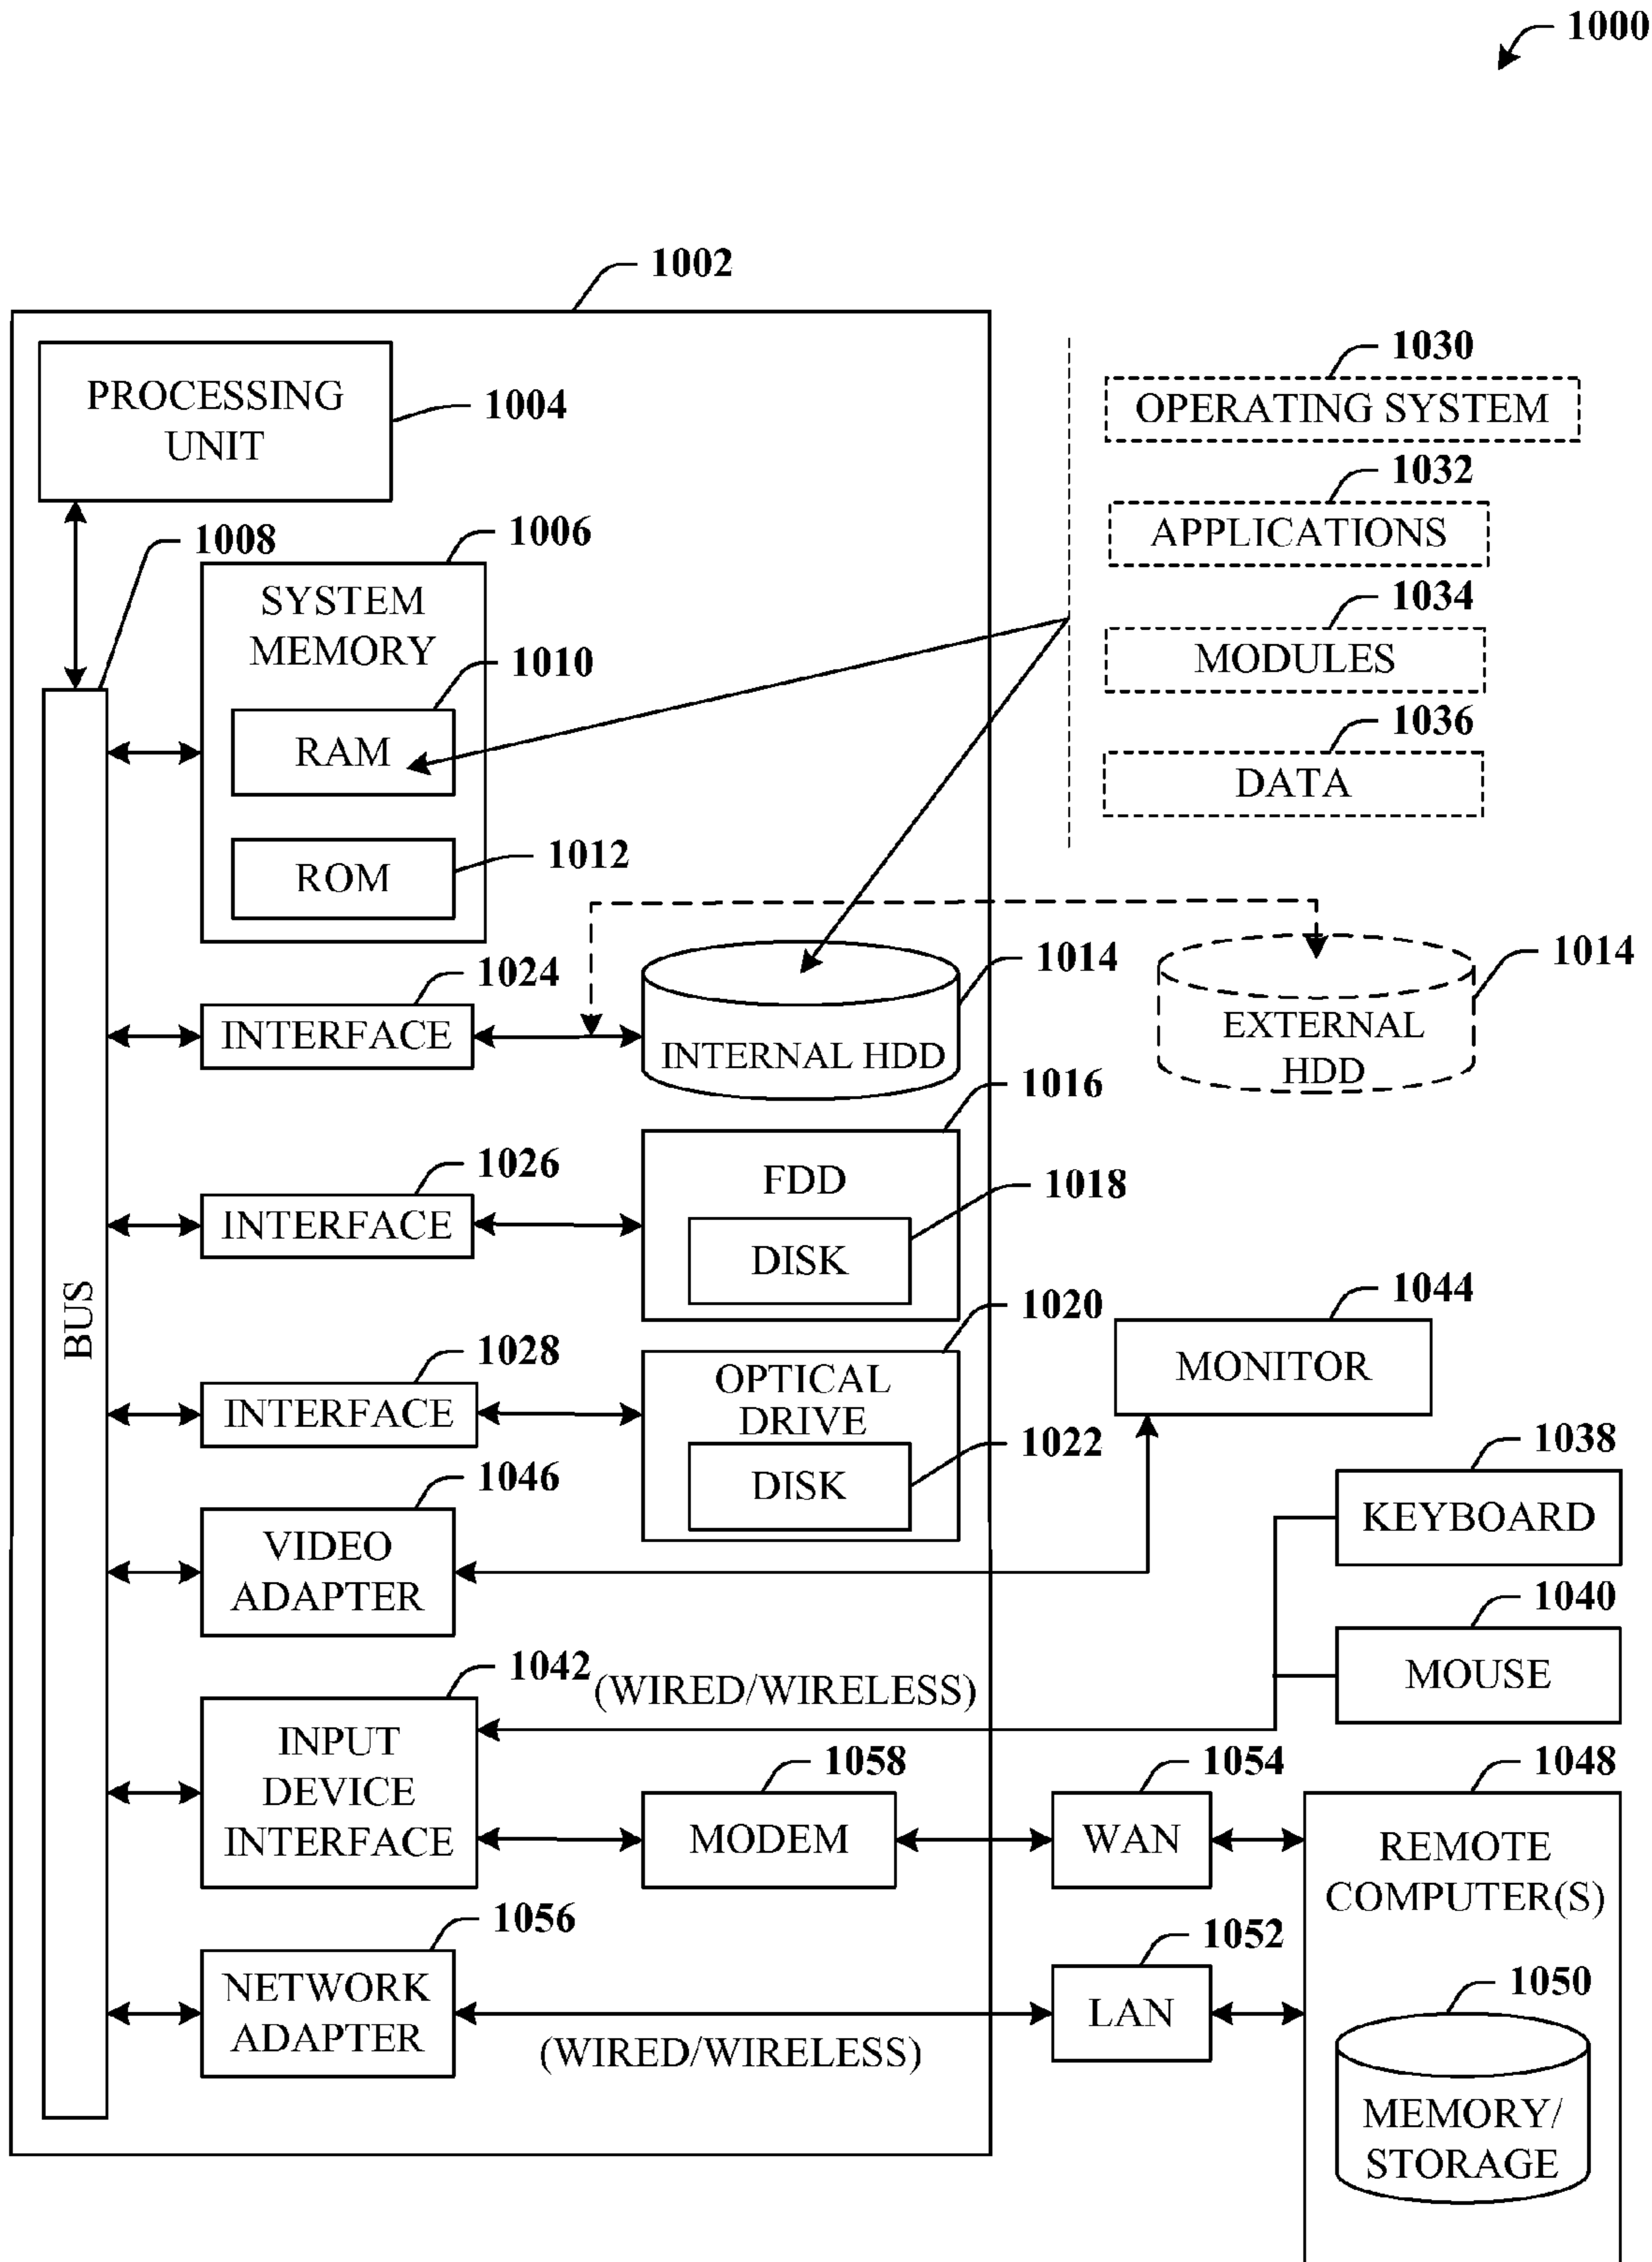 1000
1002
PROCESSING
UNIT
1004
1030
OPERATING SYSTEM
1032
APPLICATIONS
1034
MODULES
1036
DATA
1008
1006
SYSTEM
MEMORY
1010
RAM
1012
ROM
BUS
1024
INTERFACE
1014
INTERNAL HDD
1014
EXTERNAL
HDD
1026
INTERFACE
1016
FDD
1018
DISK
1028
INTERFACE
1020
OPTICAL
DRIVE
1022
DISK
1044
MONITOR
1046
VIDEO
ADAPTER
1038
KEYBOARD
1040
MOUSE
1042
(WIRED/WIRELESS)
INPUT
DEVICE
INTERFACE
1058
MODEM
1054
WAN
1048
REMOTE
COMPUTER(S)
1056
NETWORK
ADAPTER
(WIRED/WIRELESS)
1052
LAN
1050
MEMORY/
STORAGE